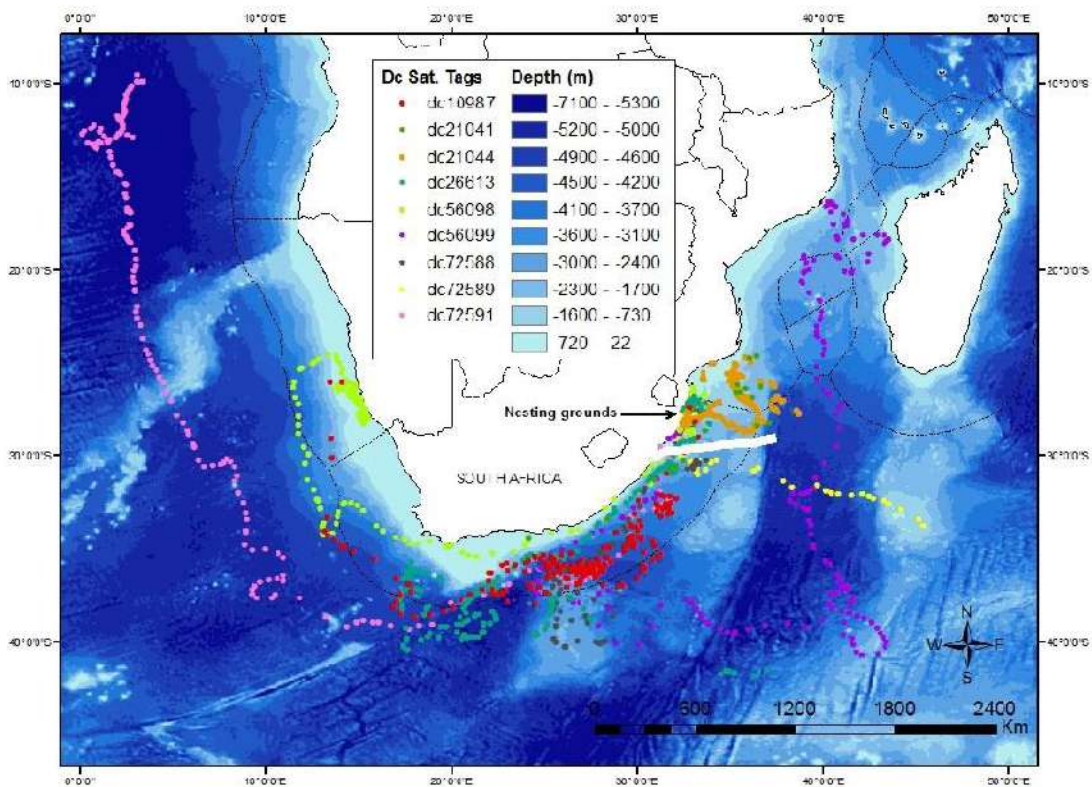 0°0'0"E 10°0'0"E 20°0'0"E 30°0'0"E 40°0'0"E 50°0'0"E
Dc Sat. Tags Depth (m)
dc10987 -7100 - -5300
dc21041 -5200 - -5000
dc21044 -4900 - -4600
dc26613 -4500 - -4200
dc56098 -4100 - -3700
dc56099 -3600 - -3100
dc72588 -3000 - -2400
dc72589 -2300 - -1700
dc72591 -1600 - -730
720 22
10°0'0"S 10°0'0"S
20°0'0"S 20°0'0"S
Nesting grounds
30°0'0"S 30°0'0"S
SOUTH AFRICA
40°0'0"S 40°0'0"S
N
W E
S
0 600 1200 1800 2400
Km
0°0'0"E 10°0'0"E 20°0'0"E 30°0'0"E 40°0'0"E 50°0'0"E